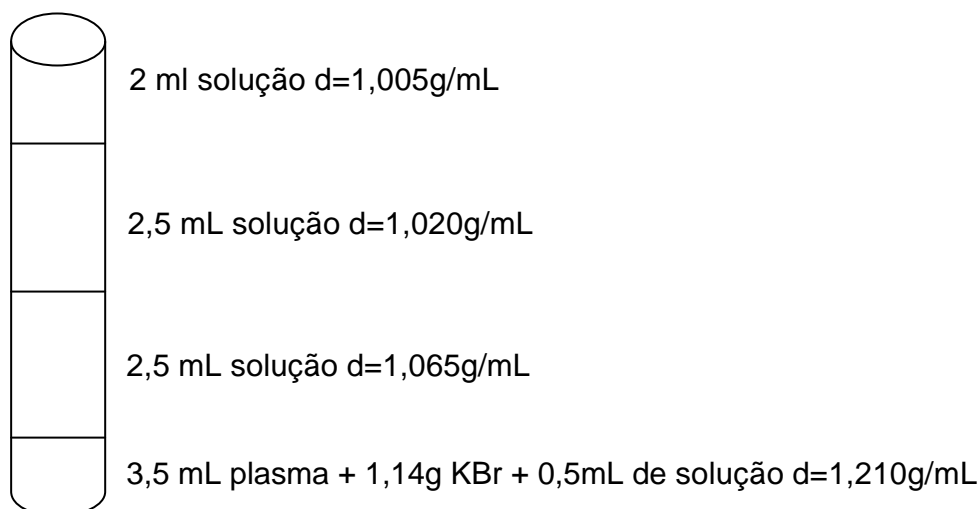 2 ml solução d=1,005g/mL
2,5 mL solução d=1,020g/mL
2,5 mL solução d=1,065g/mL
3,5 mL plasma + 1,14g KBr + 0,5mL de solução d=1,210g/mL